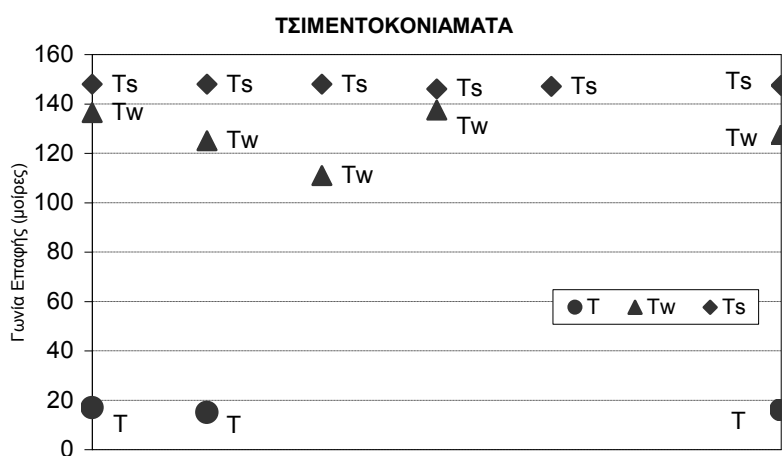 ΤΣΙΜΕΝΤΟΚΟΝΙΑΜΑΤΑ
160
140
120
100
80
60
40
20
0
Γωνία Επαφής (μοίρες)
Ts Ts Ts Ts Ts Ts
Tw Tw Tw Tw Tw
T Tw Ts
T T T